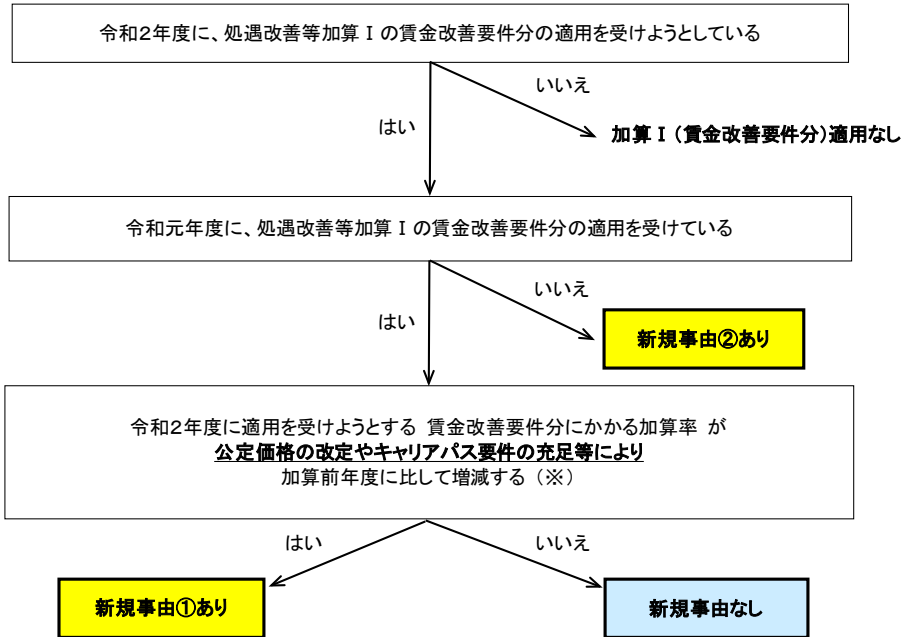 令和2年度に、処遇改善等加算Ⅰの賃金改善要件分の適用を受けようとしている
いいえ
はい
加算Ⅰ（賃金改善要件分）適用なし
令和元年度に、処遇改善等加算Ⅰの賃金改善要件分の適用を受けている
いいえ
はい
新規事由②あり
令和2年度に適用を受けようとする 賃金改善要件分にかかる加算率 が
公定価格の改定やキャリアパス要件の充足等により
加算前年度に比して増減する（※）
はい
いいえ
新規事由①あり
新規事由なし